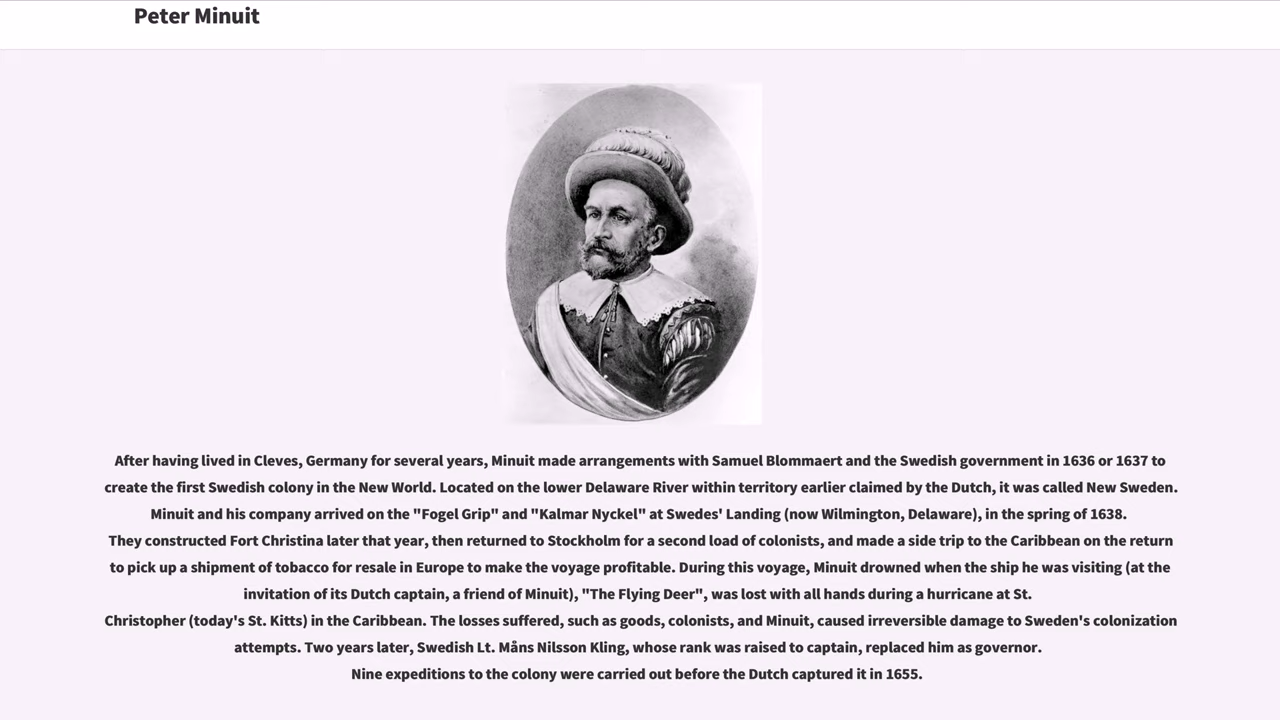 Peter Minuit
After having lived in Cleves, Germany for several years, Minuit made arrangements with Samuel Blommaert and the Swedish government in 1636 or 1637 to
create the first Swedish colony in the New World. Located on the lower Delaware River within territory earlier claimed by the Dutch, it was called New Sweden.
Minuit and his company arrived on the "Fogel Grip" and "Kalmar Nyckel" at Swedes' Landing (now Wilmington, Delaware), in the spring of 1638.
They constructed Fort Christina later that year, then returned to Stockholm for a second load of colonists, and made a side trip to the Caribbean on the return
to pick up a shipment of tobacco for resale in Europe to make the voyage profitable. During this voyage, Minuit drowned when the ship he was visiting (at the
invitation of its Dutch captain, a friend of Minuit), "The Flying Deer", was lost with all hands during a hurricane at St.
Christopher (today's St. Kitts) in the Caribbean. The losses suffered, such as goods, colonists, and Minuit, caused irreversible damage to Sweden's colonization
attempts. Two years later, Swedish Lt. Måns Nilsson Kling, whose rank was raised to captain, replaced him as governor.
Nine expeditions to the colony were carried out before the Dutch captured it in 1655.